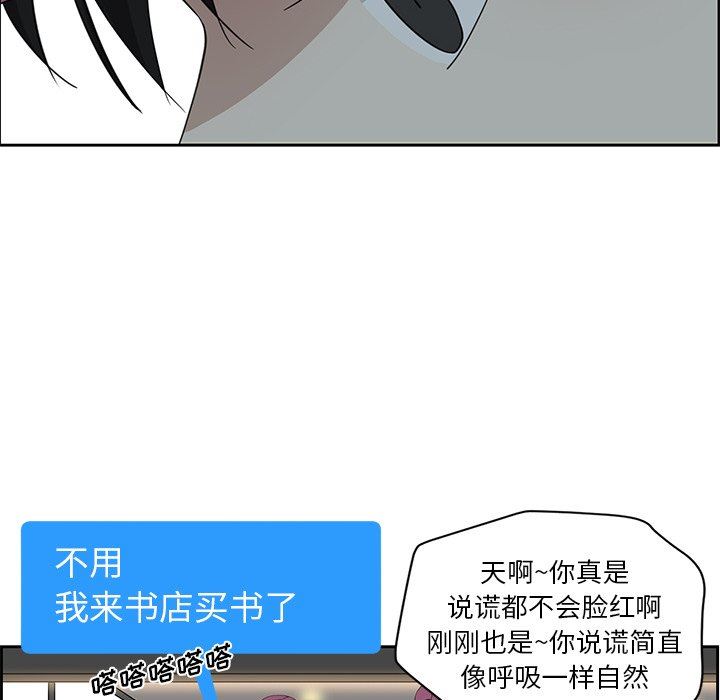 不用
我来书店买书了
嗒嗒嗒嗒嗒
天啊~你真是
说谎都不会脸红啊
刚刚也是~你说谎简直
像呼吸一样自然